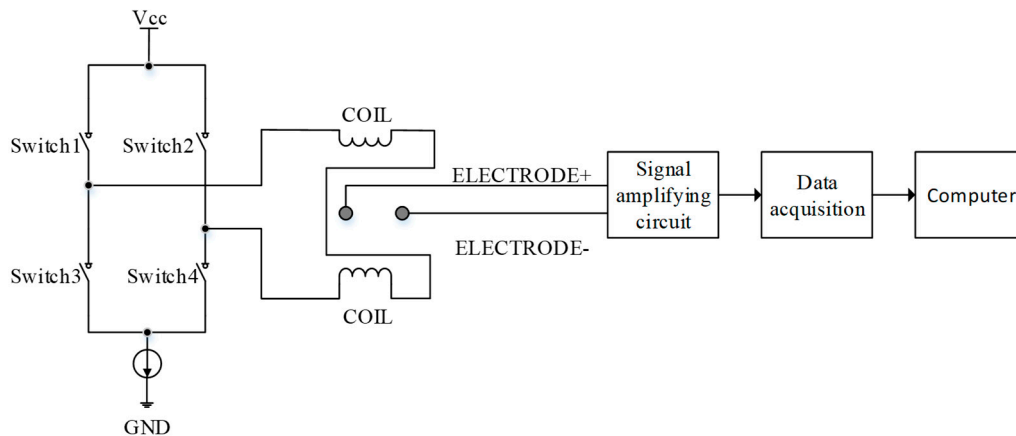 Vcc
COIL
Switch1
Switch2
ELECTRODE+
Signal
amplifying
circuit
Data
acquisition
Computer
ELECTRODE-
Switch3
Switch4
COIL
GND